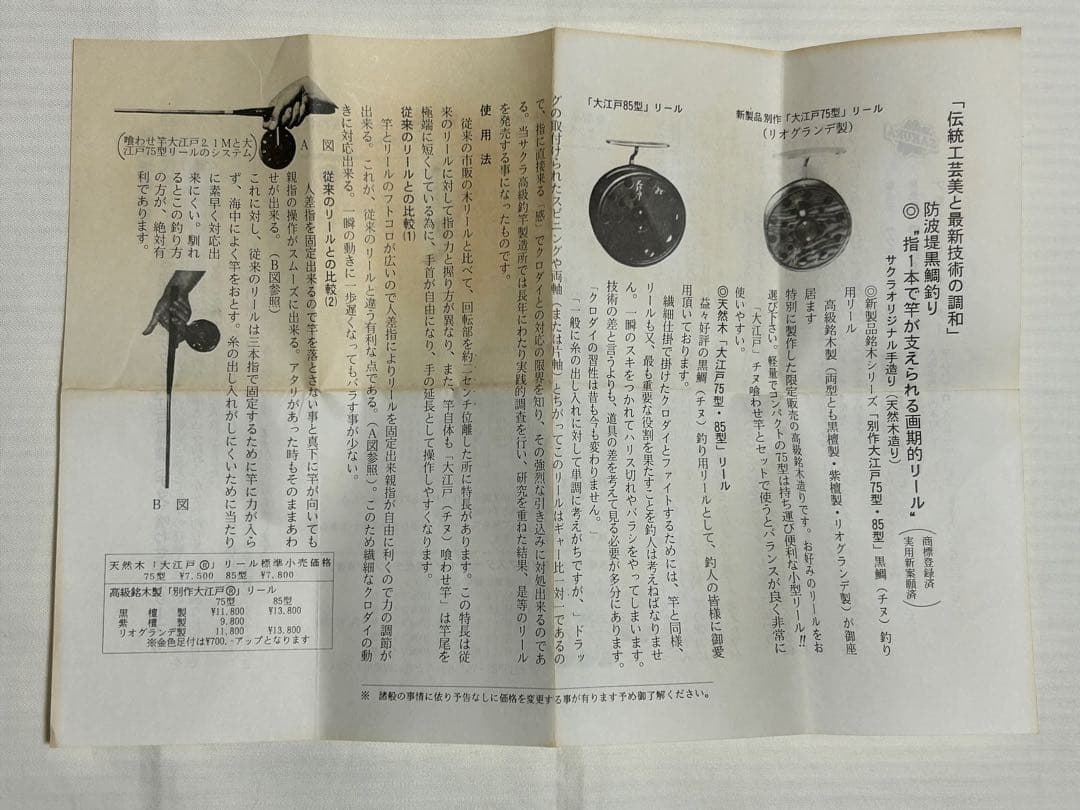 「伝統工芸美と最新技術の調和」
防波堤黒鯛釣り
◎“指1本で竿が支えられる画期的リール”
(商標登録済
実用新案願済)
サクラオリジナル手造り(天然木造り)
◎新製品銘木シリーズ「別作大江戸75型・85型」黒鯛(チヌ)釣り
用リール
高級銘木製(両型とも黒檀製・紫檀製・リオグランデ製)が御座
居ます
特別に製作した限定販売の高級銘木造りです。お好みのリールをお
選び下さい。軽量でコンパクトの75型は持ち運び便利な小型リール!!
「大江戸」チヌ喰わせ竿とセットで使うとバランスが良く非常に
使いやすい。
新製品別作「大江戸75型」リール
(リオグランデ製)
「大江戸85型」リール
◎天然木「大江戸75型・85型」リール
益々好評の黒鯛(チヌ)釣り用リールとして、釣人の皆様に御愛
用頂いております。
繊細仕掛で掛けたクロダイとファイトするためには、竿と同様、
リールも又、最も重要な役割を果たすことを釣人は考えねばなりませ
ん。一瞬のスキをつかれてハリス切れやバラシをやってしまいます。
技術の差と言うよりも、道具の差を考えて見る必要が多分にあります。
「クロダイの習性は昔も今も変わりません。」
「一般に糸の出し入れに対して単調に考えがちですが、」ドラッ
グの取付けられたスピニングや両軸(または片軸)とちがってこのリールはギャー比一対一であるの
で、指に直接来る「感」でクロダイとの対応の限界を知り、その強烈な引き込みに対処出来るのであ
る。当サクラ高級釣竿製造所では長年にわたり実践的調査を行い、研究を重ねた結果、是等のリール
を発売する事になったものです。
使用法
従来の市販の木リールと比べて、回転部を約二センチ位離した所に特長があります。この特長は従
来のリールに対して指の力と握り方が異なり、また、竿自体も「大江戸(チヌ)喰わせ竿」は竿尾を
極端に短くしている為に、手首が自由になり、手の延長として操作しやすくなります。
従来のリールとの比較(1)
竿とリールのフトコロが広いので人差指によりリールを固定出来親指が自由に利くので力の調節が
出来る。これが、従来のリールと違う有利な点である。(A図参照)。このため繊細なクロダイの動
きに対応出来る。一瞬の動きに一歩遅くなってもバラす事が少ない。
A図
(喰わせ竿大江戸2.1Mと大
江戸75型リールのシステム)
従来のリールとの比較(2)
人差指を固定出来るので竿を落とさない事と真下に竿が向いても
親指の操作がスムーズに出来る。アタリがあった時もそのままあわ
せが出来る。(B図参照)
これに対し、従来のリールは三本指で固定するために竿に力が入ら
ず、海中によく竿をおとす。糸の出し入れがしにくいために当たり
に素早く対応出
来にくい。馴れ
るとこの釣り方
の方が、絶対有
利であります。
B図
天然木「大江戸®」リール標準小売価格
75型 ¥7,500 85型 ¥7,800
高級銘木製「別作大江戸®」リール
75型 85型
黒檀製 ¥11,800 ¥13,800
紫檀製 9,800
リオグランデ製 11,800 ¥13,800
※金色足付は¥700.-アップとなります
※ 諸般の事情に依り予告なしに価格を変更する事が有ります予め御了解ください。